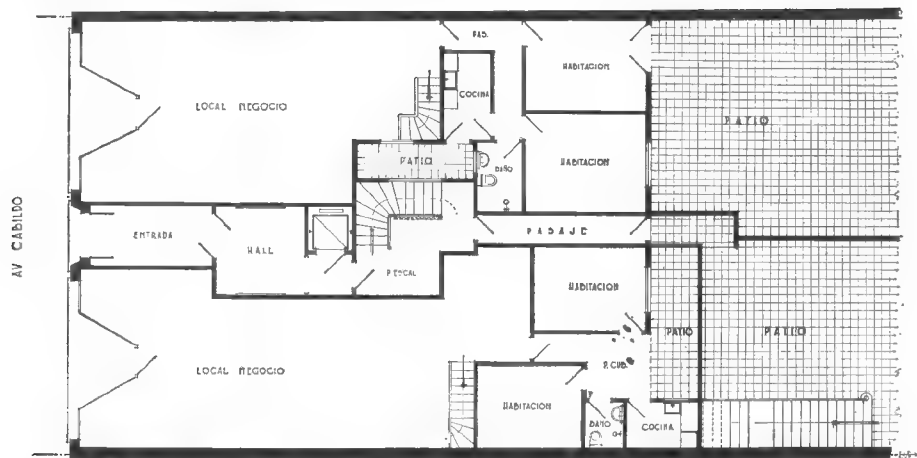 PAS.
HABITACION
COCINA
LOCAL NEGOCIO
PATIO
PATIO
HABITACION
BAÑO
AV CABILDO
ENTRADA
HALL
PASAJE
P. ESCAL
HABITACION
PATIO
PATIO
P. CUB.
LOCAL NEGOCIO
HABITACION
BAÑO
COCINA